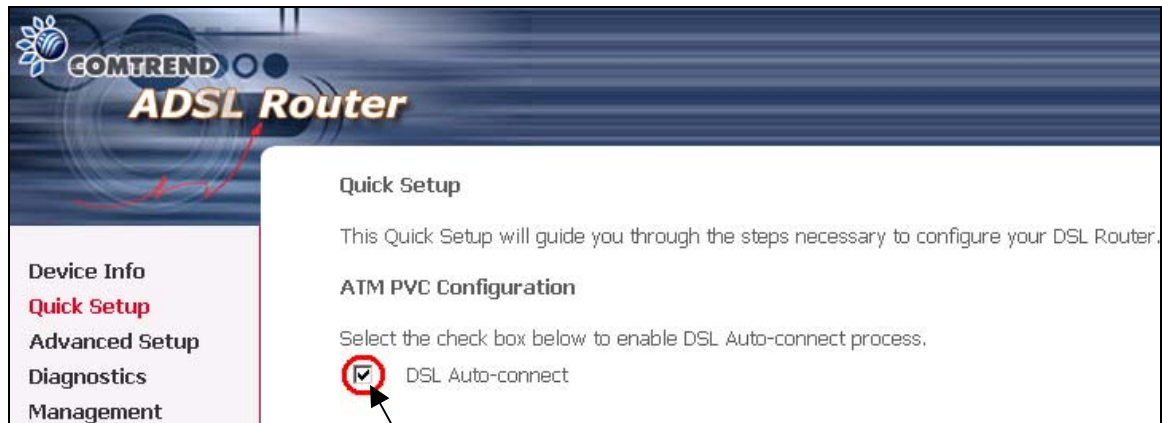 COMTREND
ADSL Router
Quick Setup
This Quick Setup will guide you through the steps necessary to configure your DSL Router.
ATM PVC Configuration
Select the check box below to enable DSL Auto-connect process.
DSL Auto-connect
Device Info
Quick Setup
Advanced Setup
Diagnostics
Management